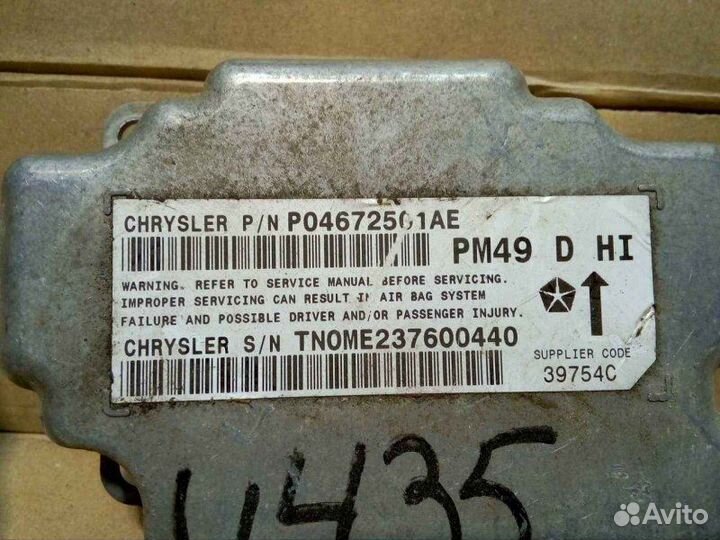 CHRYSLER P/N P04672501AE
PM49 D HI
WARNING. REFER TO SERVICE MANUAL BEFORE SERVICING.
IMPROPER SERVICING CAN RESULT IN AIR BAG SYSTEM
FAILURE AND POSSIBLE DRIVER AND/OR PASSENGER INJURY.
CHRYSLER S/N TN0ME237600440
SUPPLIER CODE
39754C
U435
Avito